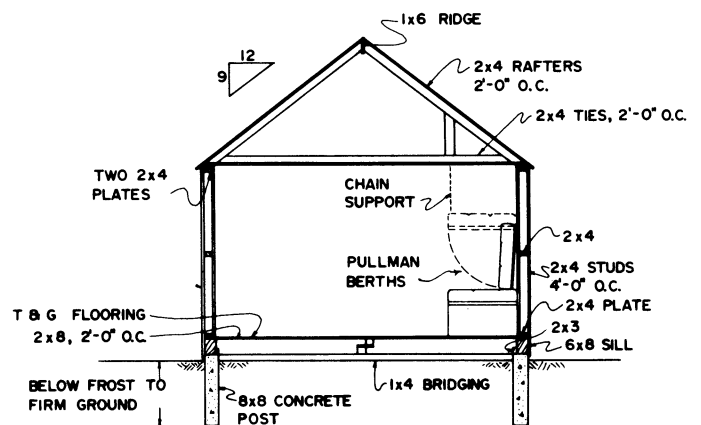 1x6 RIDGE
12
9
2x4 RAFTERS
2'-0" O.C.
2x4 TIES, 2'-0" O.C.
TWO 2x4
PLATES
CHAIN
SUPPORT
PULLMAN
BERTHS
2x4
2x4 STUDS
4'-0" O.C.
T & G FLOORING
2x8, 2'-0" O.C.
2x4 PLATE
2x3
6x8 SILL
BELOW FROST TO
FIRM GROUND
1x4 BRIDGING
8x8 CONCRETE
POST